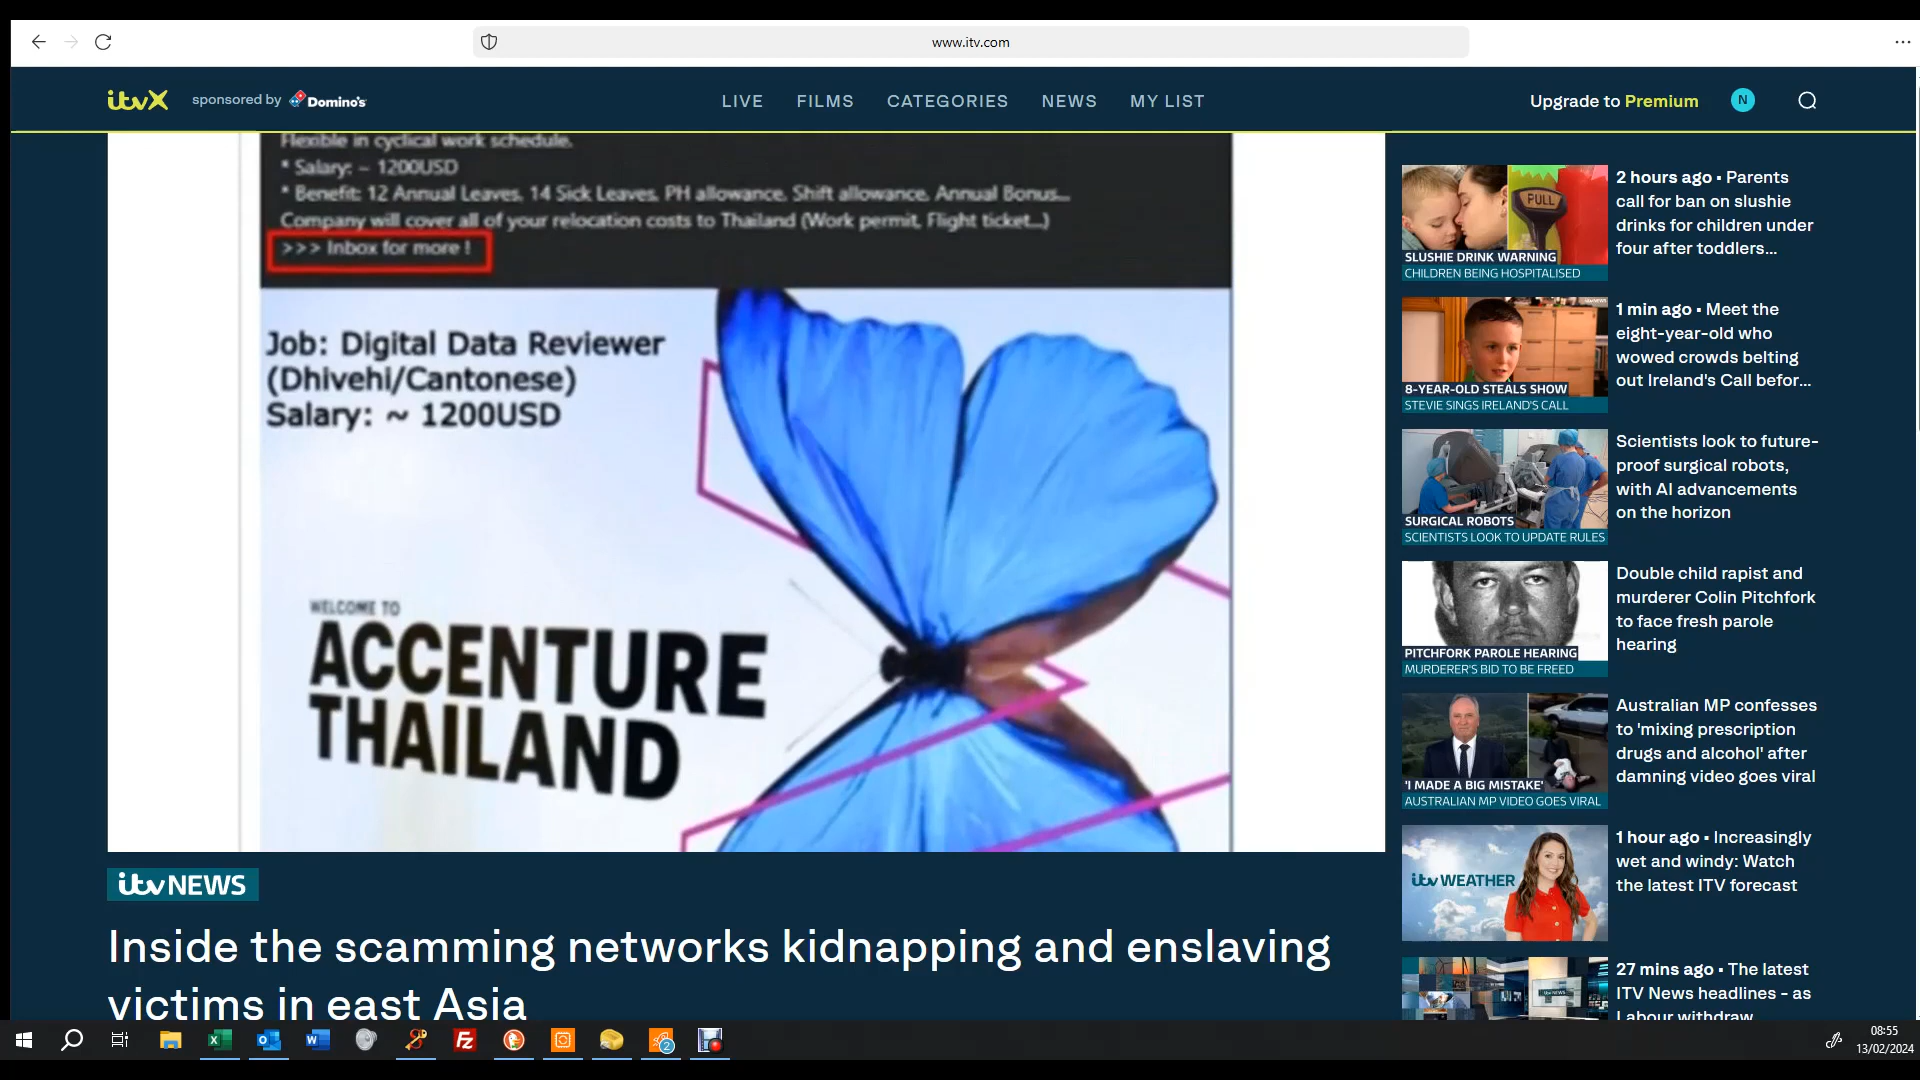 www.itv.com
itvX
sponsored by Domino's
LIVE
FILMS
CATEGORIES
NEWS
MY LIST
Upgrade to Premium
N
Flexible in cyclical work schedule.
* Salary: ~ 1200USD
* Benefit: 12 Annual Leaves, 14 Sick Leaves, PH allowance, Shift allowance, Annual Bonus...
Company will cover all of your relocation costs to Thailand (Work permit, Flight ticket...)
>>> Inbox for more !
Job: Digital Data Reviewer
(Dhivehi/Cantonese)
Salary: ~ 1200USD
WELCOME TO
ACCENTURE
THAILAND
itv NEWS
Inside the scamming networks kidnapping and enslaving
victims in east Asia
PULL
SLUSHIE DRINK WARNING
CHILDREN BEING HOSPITALISED
2 hours ago • Parents
call for ban on slushie
drinks for children under
four after toddlers...
8-YEAR-OLD STEALS SHOW
STEVIE SINGS IRELAND'S CALL
1 min ago • Meet the
eight-year-old who
wowed crowds belting
out Ireland's Call befor...
SURGICAL ROBOTS
SCIENTISTS LOOK TO UPDATE RULES
Scientists look to future-
proof surgical robots,
with AI advancements
on the horizon
PITCHFORK PAROLE HEARING
MURDERER'S BID TO BE FREED
Double child rapist and
murderer Colin Pitchfork
to face fresh parole
hearing
'I MADE A BIG MISTAKE'
AUSTRALIAN MP VIDEO GOES VIRAL
Australian MP confesses
to 'mixing prescription
drugs and alcohol' after
damning video goes viral
itv WEATHER
1 hour ago • Increasingly
wet and windy: Watch
the latest ITV forecast
27 mins ago • The latest
ITV News headlines - as
Labour withdraw
2
08:55
13/02/2024